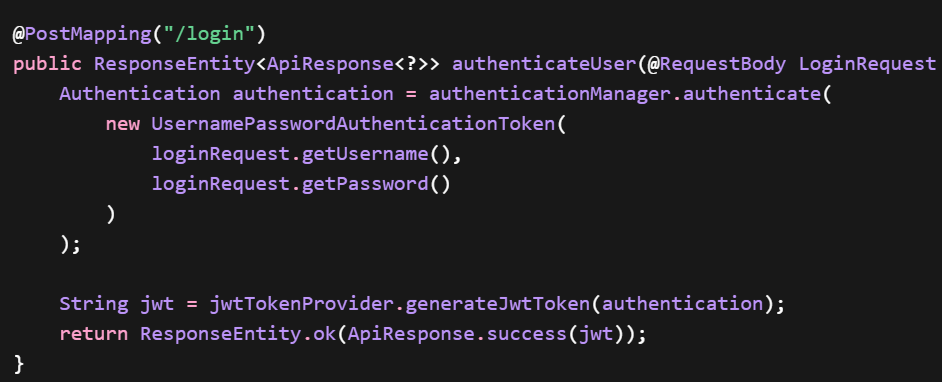 @PostMapping("/login")
public ResponseEntity<ApiResponse<?>> authenticateUser(@RequestBody LoginRequest
    Authentication authentication = authenticationManager.authenticate(
        new UsernamePasswordAuthenticationToken(
            loginRequest.getUsername(),
            loginRequest.getPassword()
        )
    );

    String jwt = jwtTokenProvider.generateJwtToken(authentication);
    return ResponseEntity.ok(ApiResponse.success(jwt));
}